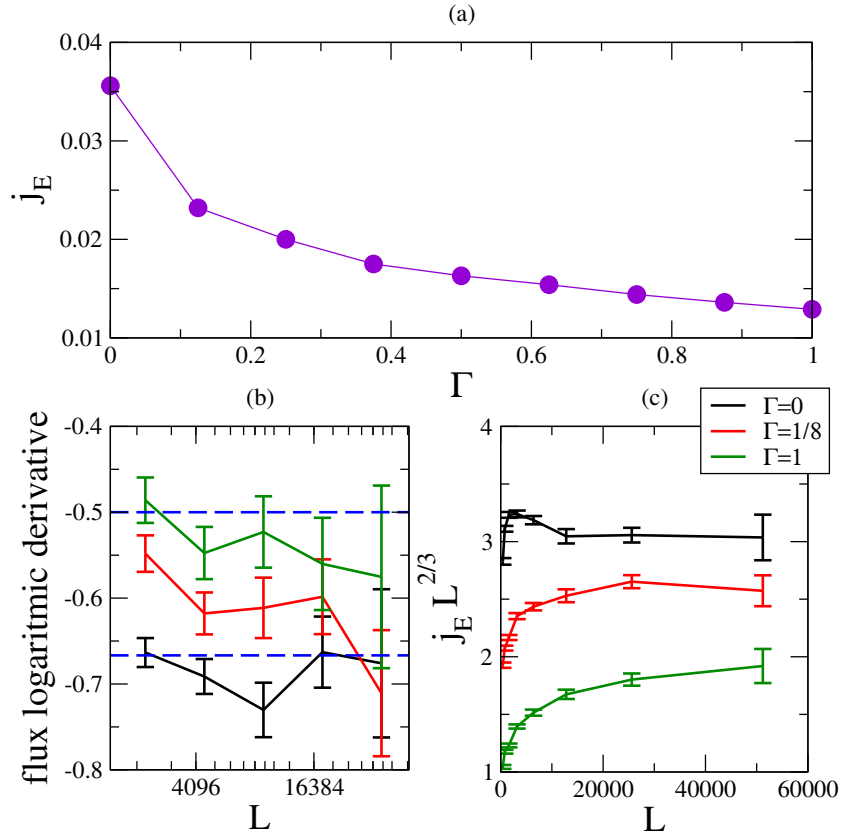 (a)
0.04
0.03
0.02
0.01
j_E
0 0.2 0.4 0.6 0.8 1
Γ
(b)
-0.4
-0.5
-0.6
-0.7
-0.8
flux logaritmic derivative
4096 16384
L
(c)
Γ=0
Γ=1/8
Γ=1
4
3
2
1
j_E L^{2/3}
0 20000 40000 60000
L